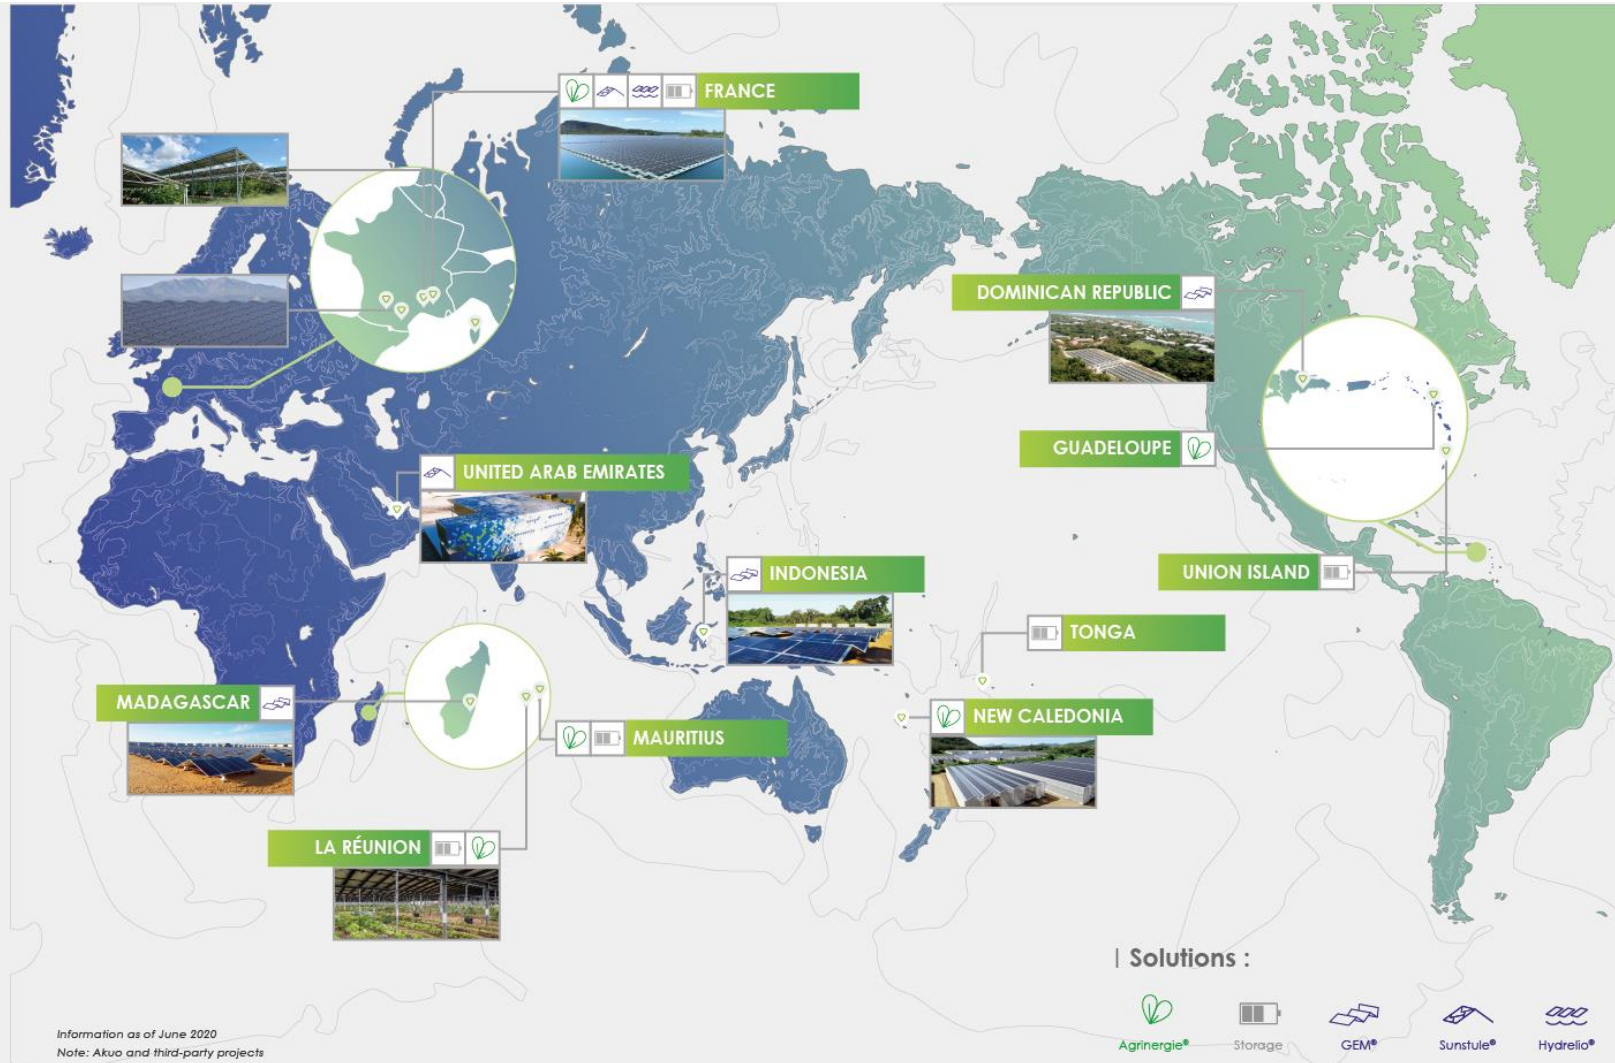 FRANCE
DOMINICAN REPUBLIC
GUADELOUPE
UNITED ARAB EMIRATES
INDONESIA
UNION ISLAND
TONGA
MADAGASCAR
NEW CALEDONIA
MAURITIUS
LA RÉUNION
| Solutions :
Agrinergie®
Storage
GEM®
Sunstule®
Hydrelio®
Information as of June 2020
Note: Akuo and third-party projects